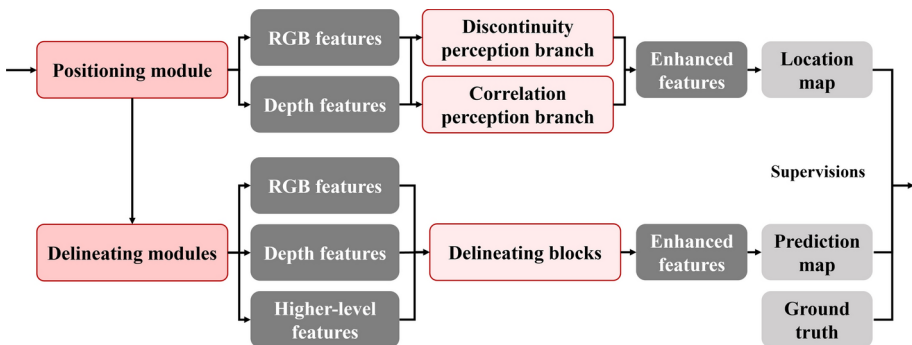 RGB features
Discontinuity
perception branch
Positioning module
Enhanced
features
Location
map
Depth features
Correlation
perception branch
Supervisions
RGB features
Delineating modules
Depth features
Delineating blocks
Enhanced
features
Prediction
map
Higher-level
features
Ground
truth